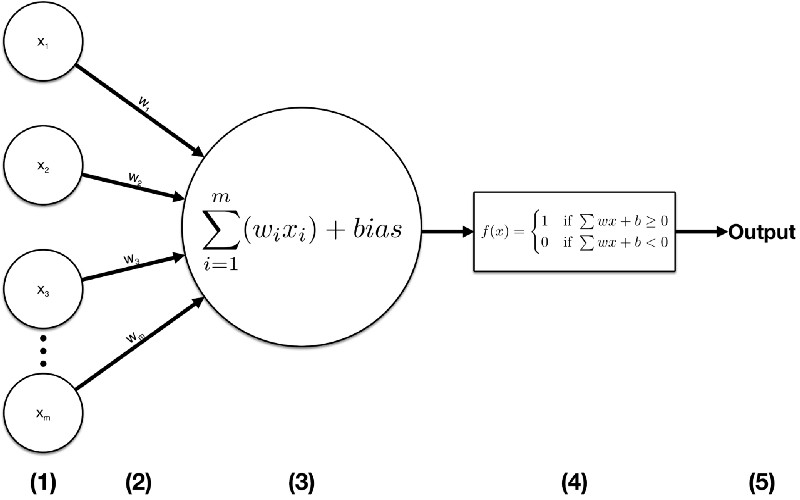 x₁
w₁
x₂
w₂
x₃
w₃
xₘ
wₘ
m
∑(wᵢxᵢ) + bias
i=1
f(x) = {1 if ∑ wx + b ≥ 0
0 if ∑ wx + b < 0
Output
(1) (2) (3) (4) (5)